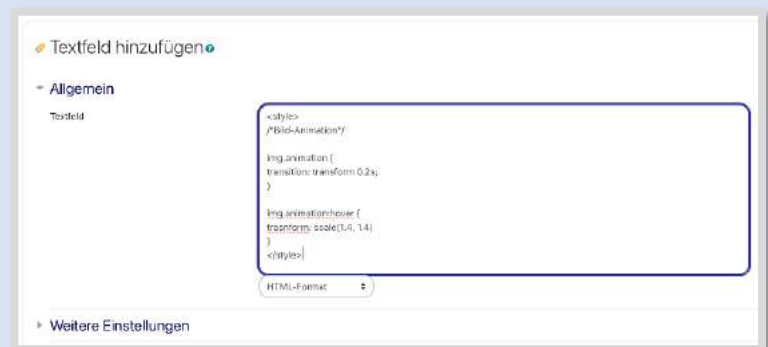 Textfeld hinzufügen
Allgemein
Textfeld
<style>
/*Bild-Animation*/
img.animation {
transition: transform 0.2s;
}
img.animation:hover {
trasnform: scale(1.4, 1.4)
}
</style>
HTML-Format
Weitere Einstellungen